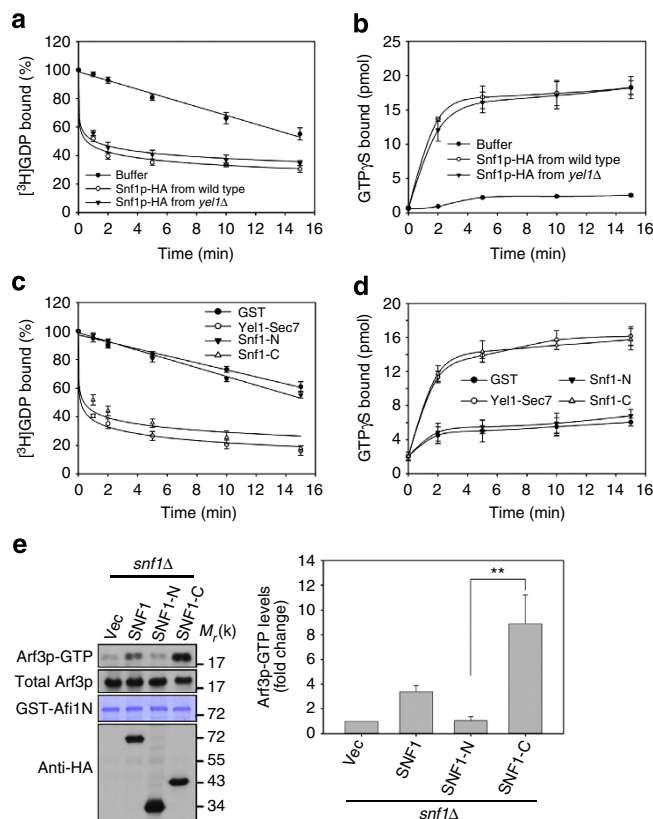 a
[³H]GDP bound (%)
120
100
80
60
40
20
0
Buffer
Snf1p-HA from wild type
Snf1p-HA from yel1Δ
0 2 4 6 8 10 12 14 16
Time (min)
b
GTPγS bound (pmol)
25
20
15
10
5
0
Buffer
Snf1p-HA from wild type
Snf1p-HA from yel1Δ
0 2 4 6 8 10 12 14 16
Time (min)
c
[³H]GDP bound (%)
120
100
80
60
40
20
0
GST
Yel1-Sec7
Snf1-N
Snf1-C
0 2 4 6 8 10 12 14 16
Time (min)
d
GTPγS bound (pmol)
20
16
12
8
4
0
GST
Yel1-Sec7
Snf1-N
Snf1-C
0 2 4 6 8 10 12 14 16
Time (min)
e
snf1Δ
Vec
SNF1
SNF1-N
SNF1-C
Mr(k)
Arf3p-GTP
17
Total Arf3p
17
GST-Afi1N
72
Anti-HA
72
55
43
34
Arf3p-GTP levels
(fold change)
14
12
10
8
6
4
2
0
**
Vec
SNF1
SNF1-N
SNF1-C
snf1Δ